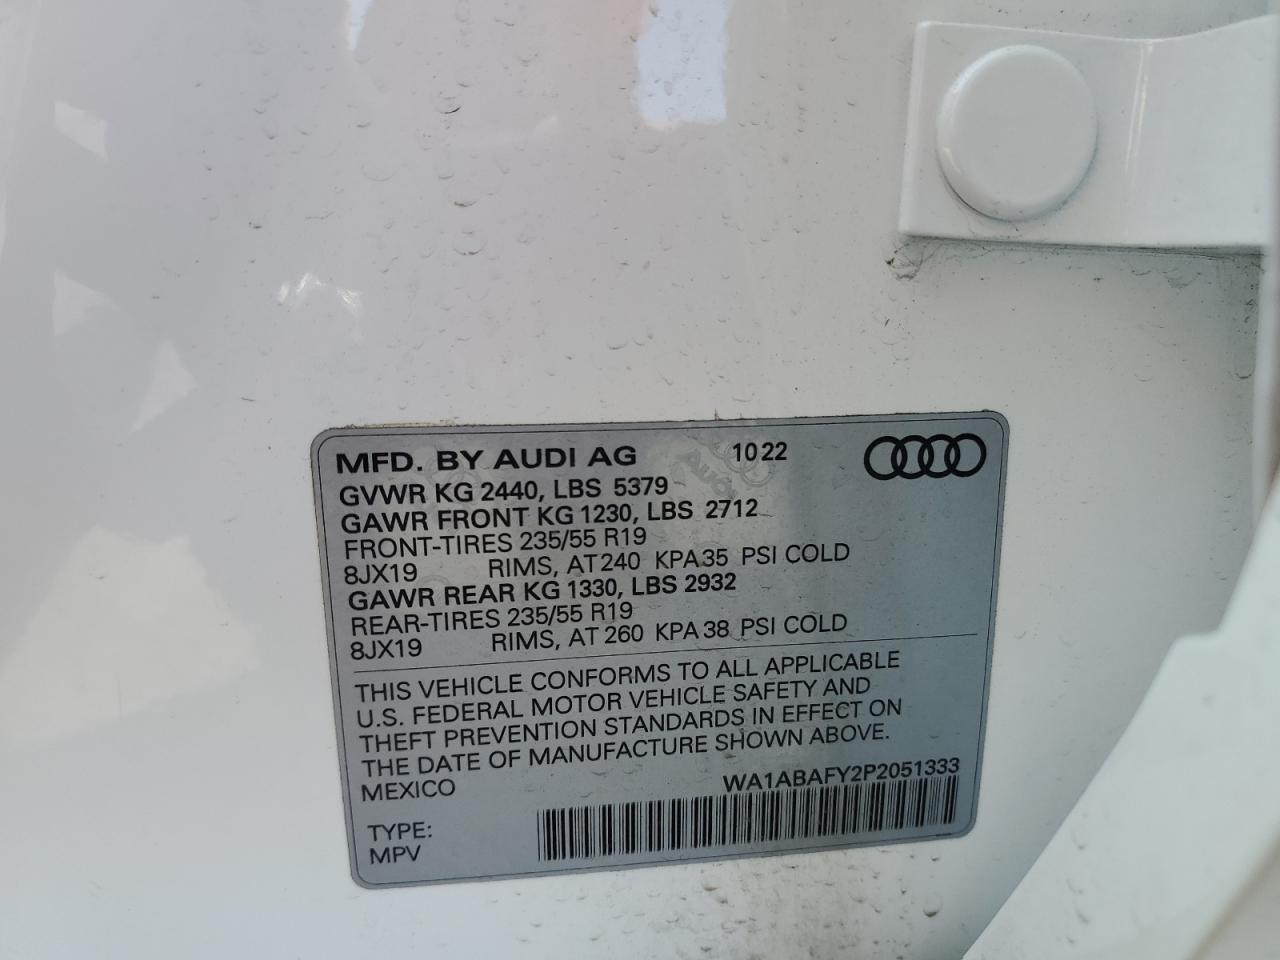 MFD. BY AUDI AG 10 22
GVWR KG 2440, LBS 5379
GAWR FRONT KG 1230, LBS 2712
FRONT-TIRES 235/55 R19
8JX19 RIMS, AT 240 KPA 35 PSI COLD
GAWR REAR KG 1330, LBS 2932
REAR-TIRES 235/55 R19
8JX19 RIMS, AT 260 KPA 38 PSI COLD
THIS VEHICLE CONFORMS TO ALL APPLICABLE
U.S. FEDERAL MOTOR VEHICLE SAFETY AND
THEFT PREVENTION STANDARDS IN EFFECT ON
THE DATE OF MANUFACTURE SHOWN ABOVE.
MEXICO
WA1ABAFY2P2051333
TYPE:
MPV